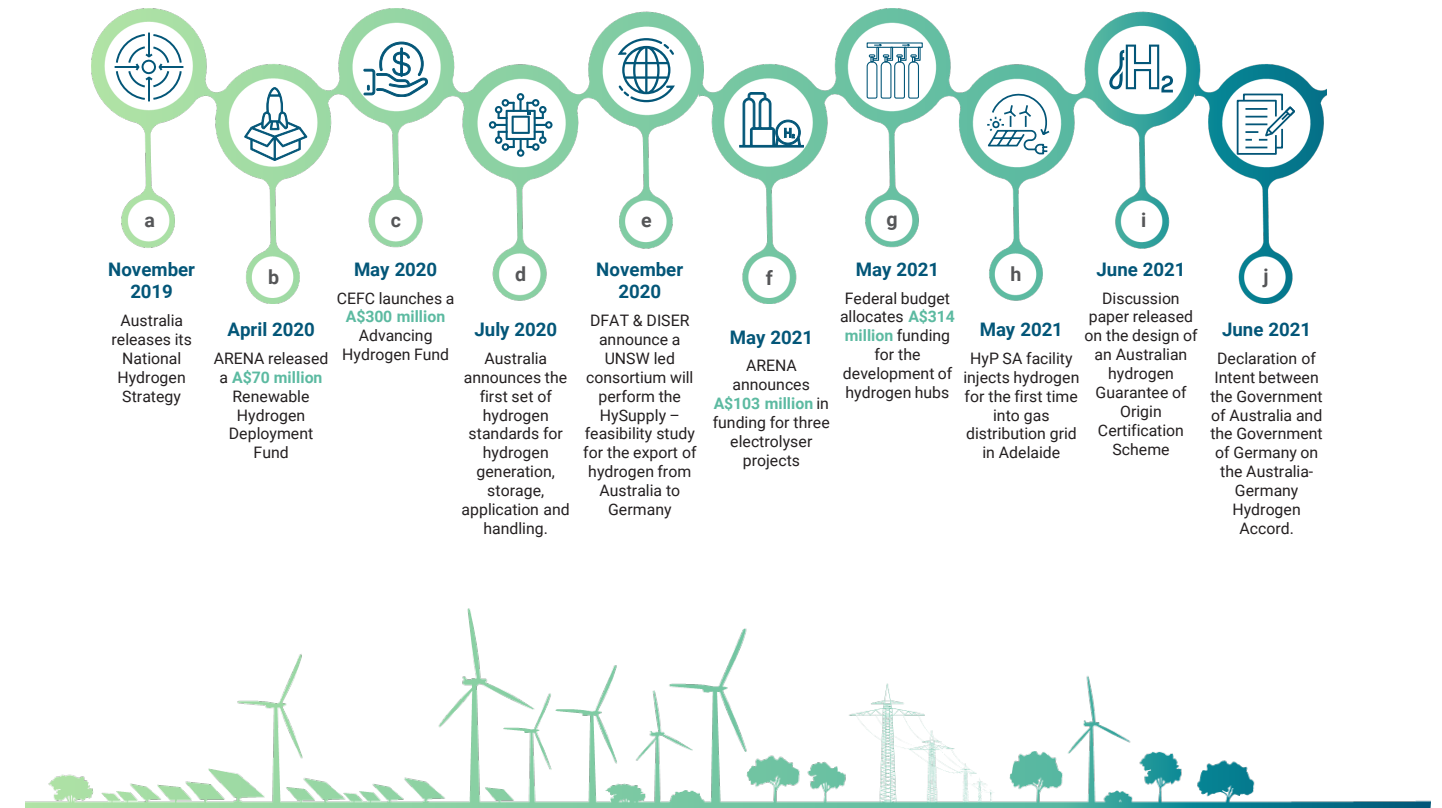 H2
H2
a
November
2019
Australia
releases its
National
Hydrogen
Strategy
b
April 2020
ARENA released
a A$70 million
Renewable
Hydrogen
Deployment
Fund
$
c
May 2020
CEFC launches a
A$300 million
Advancing
Hydrogen Fund
d
July 2020
Australia
announces the
first set of
hydrogen
standards for
hydrogen
generation,
storage,
application and
handling.
e
November
2020
DFAT & DISER
announce a
UNSW led
consortium will
perform the
HySupply –
feasibility study
for the export of
hydrogen from
Australia to
Germany
f
May 2021
ARENA
announces
A$103 million in
funding for three
electrolyser
projects
g
May 2021
Federal budget
allocates A$314
million funding
for the
development of
hydrogen hubs
h
May 2021
HyP SA facility
injects hydrogen
for the first time
into gas
distribution grid
in Adelaide
i
June 2021
Discussion
paper released
on the design of
an Australian
hydrogen
Guarantee of
Origin
Certification
Scheme
j
June 2021
Declaration of
Intent between
the Government
of Australia and
the Government
of Germany on
the Australia-
Germany
Hydrogen
Accord.